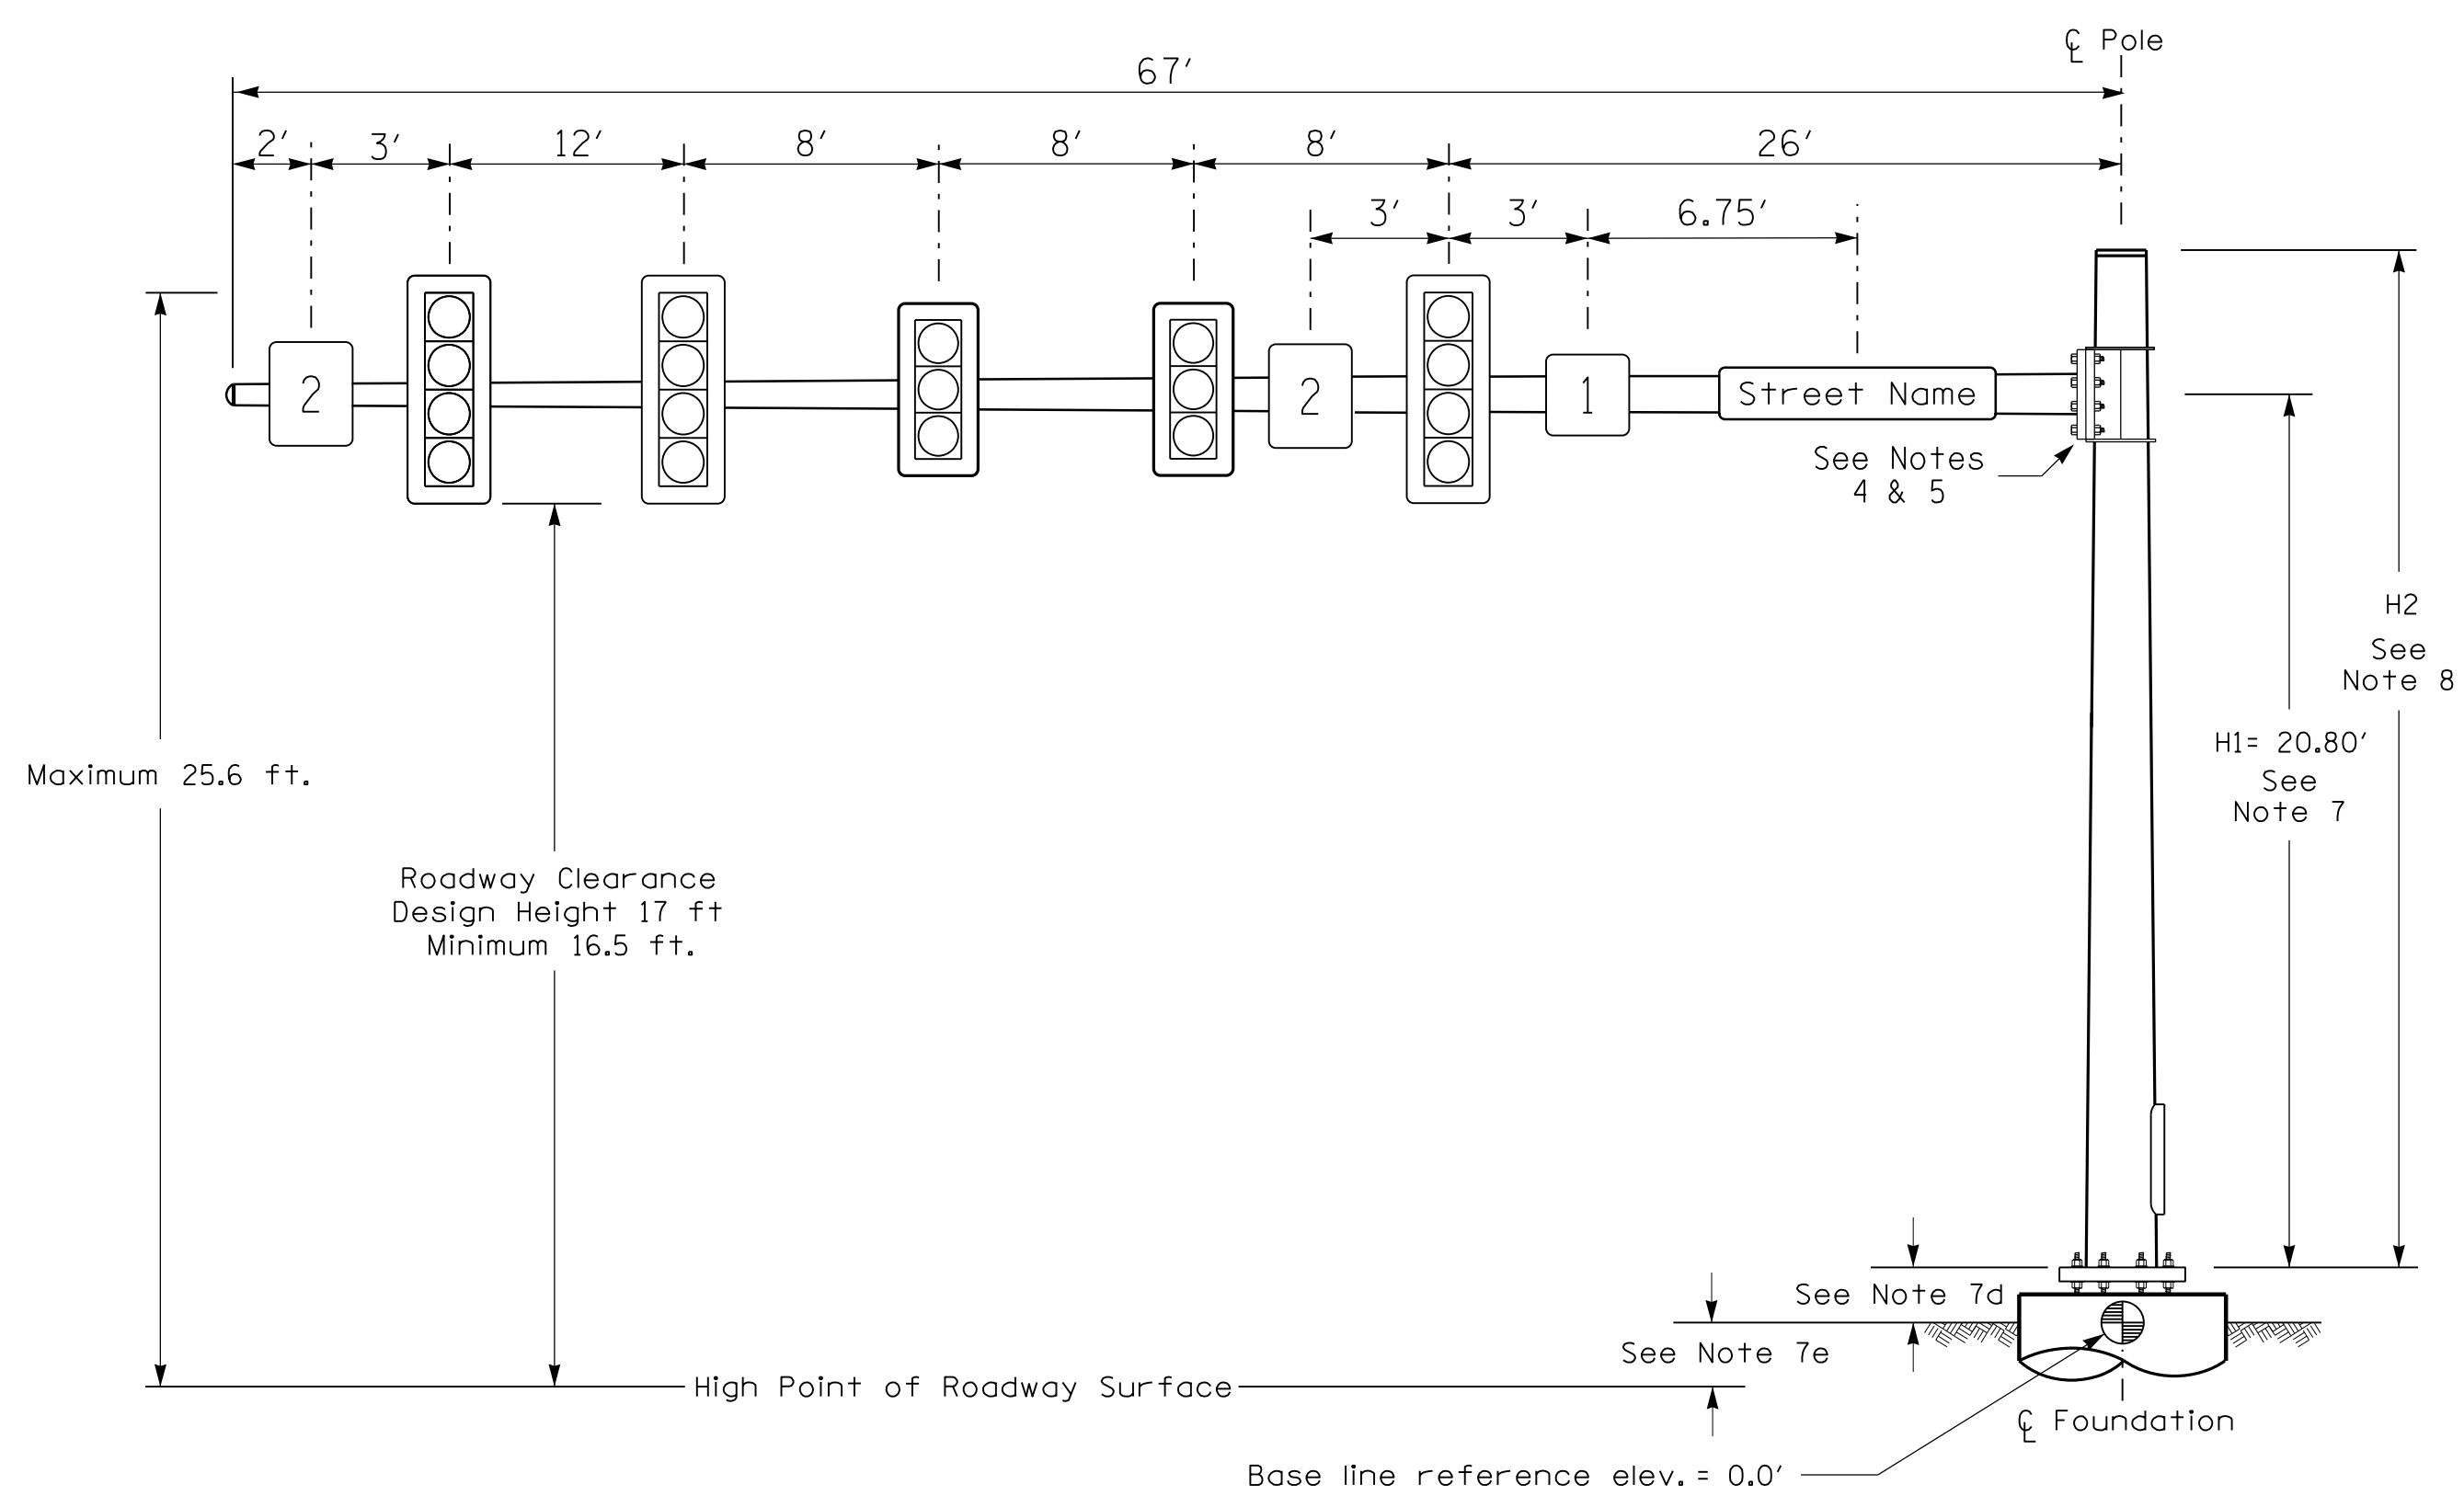 ℄ Pole
67'
2' 3' 12' 8' 8' 8' 26'
3' 3' 6.75'
2
2
1
Street Name
See Notes
4 & 5
H2
See
Note 8
H1= 20.80'
See
Note 7
Maximum 25.6 ft.
Roadway Clearance
Design Height 17 ft
Minimum 16.5 ft.
See Note 7d
See Note 7e
High Point of Roadway Surface
℄ Foundation
Base line reference elev. = 0.0'